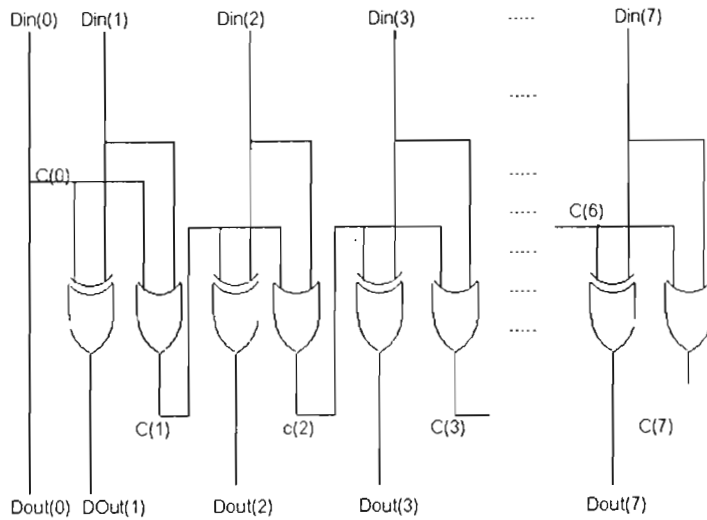 Din(0) Din(1) Din(2) Din(3) ..... Din(7)
.....
.....
C(0)
..... C(6)
.....
.....
.....
C(1) c(2) C(3) C(7)
Dout(0) DOut(1) Dout(2) Dout(3) Dout(7)